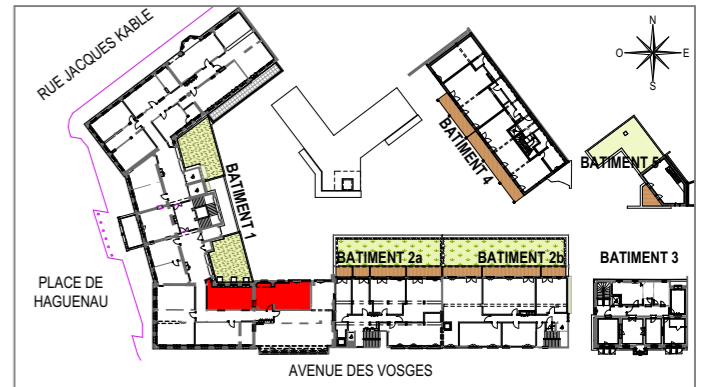 RUE JACQUES KABLE
N
O
E
S
BATIMENT 1
BATIMENT 4
BATIMENT 5
BATIMENT 2a
BATIMENT 2b
BATIMENT 3
PLACE DE
HAGUENAU
AVENUE DES VOSGES